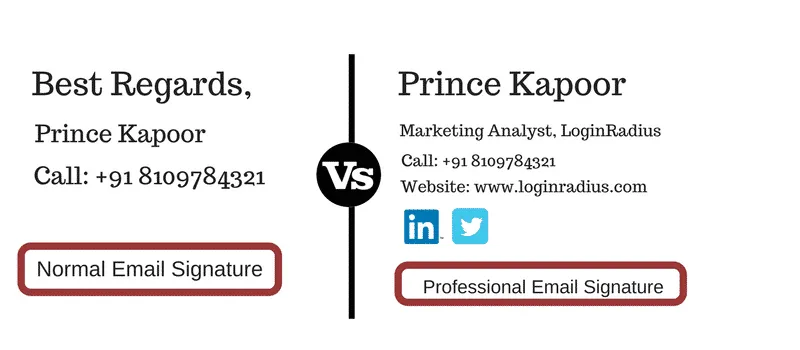 Best Regards,
Prince Kapoor
Call: +91 8109784321
Normal Email Signature
Vs
Prince Kapoor
Marketing Analyst, LoginRadius
Call: +91 8109784321
Website: www.loginradius.com
in
Professional Email Signature